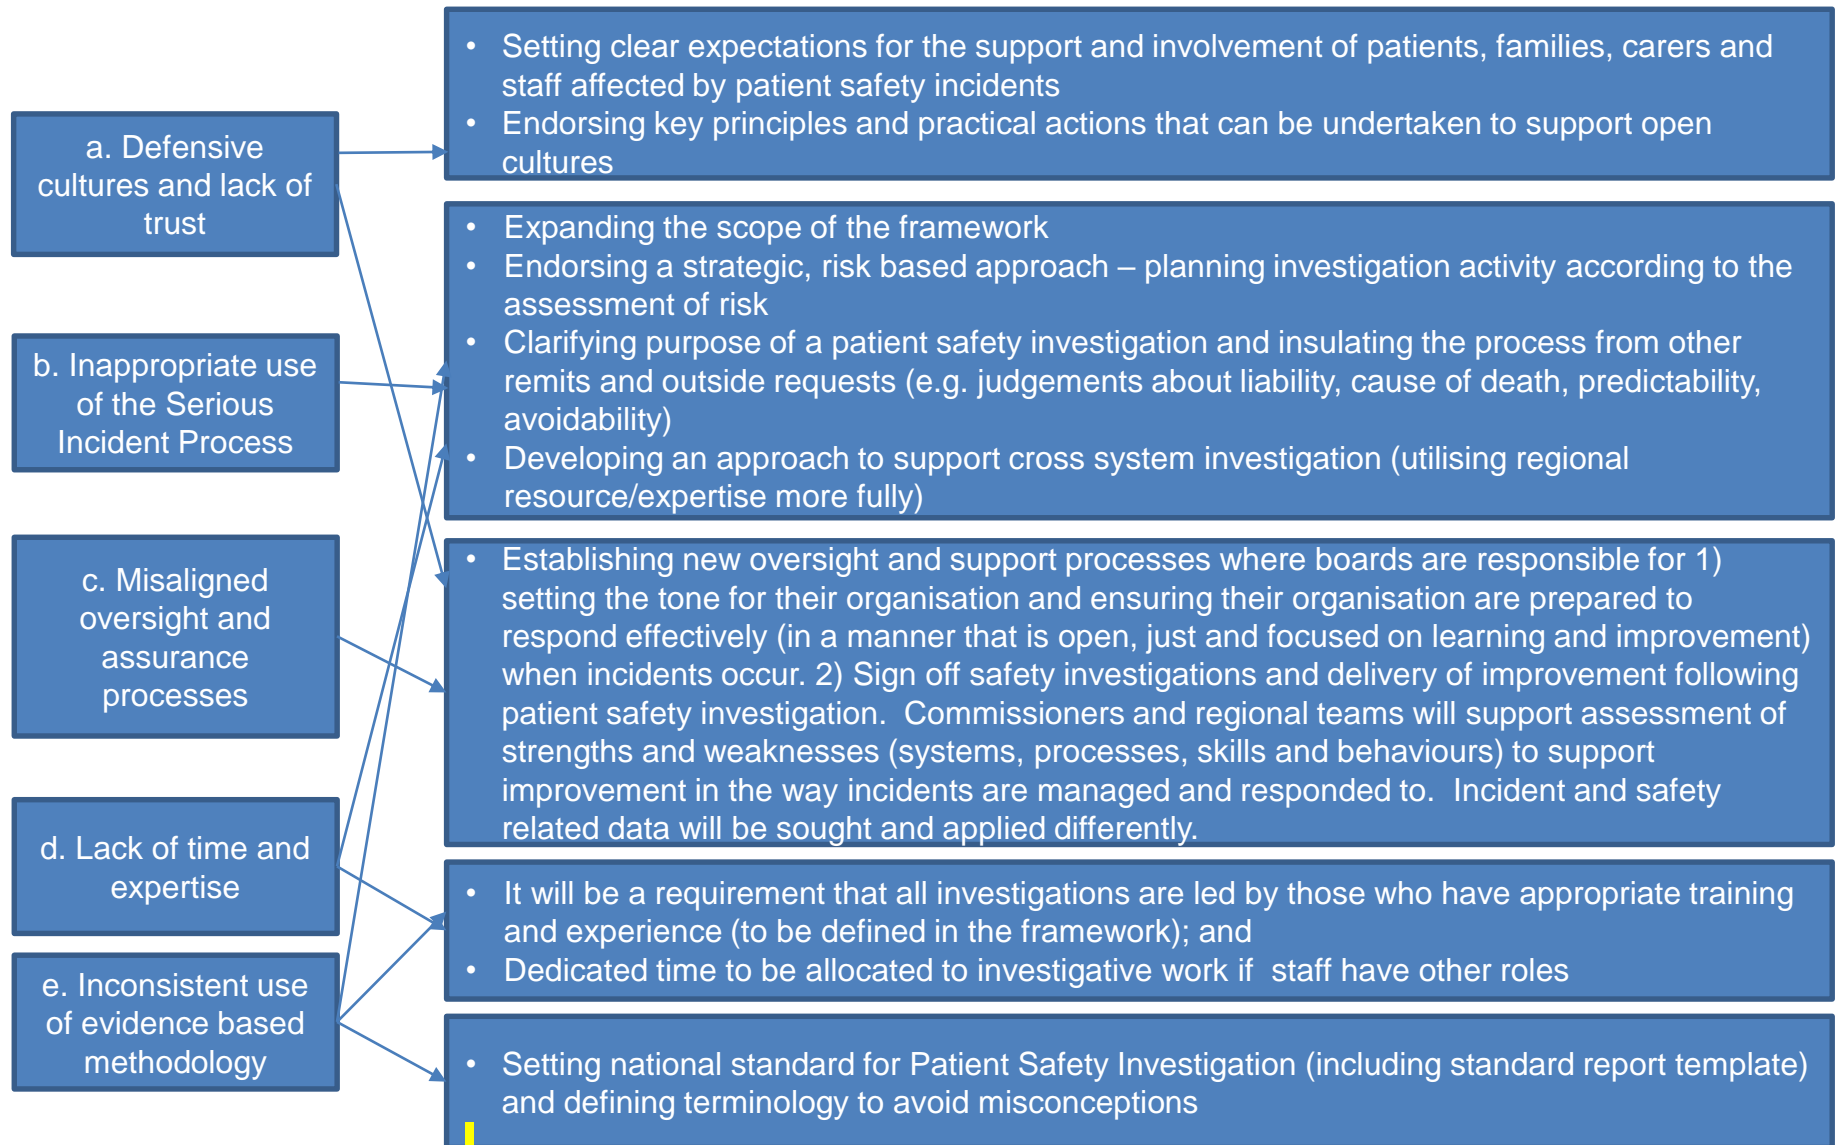 a. Defensive
cultures and lack of
trust
b. Inappropriate use
of the Serious
Incident Process
c. Misaligned
oversight and
assurance
processes
d. Lack of time and
expertise
e. Inconsistent use
of evidence based
methodology
• Setting clear expectations for the support and involvement of patients, families, carers and
staff affected by patient safety incidents
• Endorsing key principles and practical actions that can be undertaken to support open
cultures
• Expanding the scope of the framework
• Endorsing a strategic, risk based approach – planning investigation activity according to the
assessment of risk
• Clarifying purpose of a patient safety investigation and insulating the process from other
remits and outside requests (e.g. judgements about liability, cause of death, predictability,
avoidability)
• Developing an approach to support cross system investigation (utilising regional
resource/expertise more fully)
• Establishing new oversight and support processes where boards are responsible for 1)
setting the tone for their organisation and ensuring their organisation are prepared to
respond effectively (in a manner that is open, just and focused on learning and improvement)
when incidents occur. 2) Sign off safety investigations and delivery of improvement following
patient safety investigation. Commissioners and regional teams will support assessment of
strengths and weaknesses (systems, processes, skills and behaviours) to support
improvement in the way incidents are managed and responded to. Incident and safety
related data will be sought and applied differently.
• It will be a requirement that all investigations are led by those who have appropriate training
and experience (to be defined in the framework); and
• Dedicated time to be allocated to investigative work if staff have other roles
• Setting national standard for Patient Safety Investigation (including standard report template)
and defining terminology to avoid misconceptions